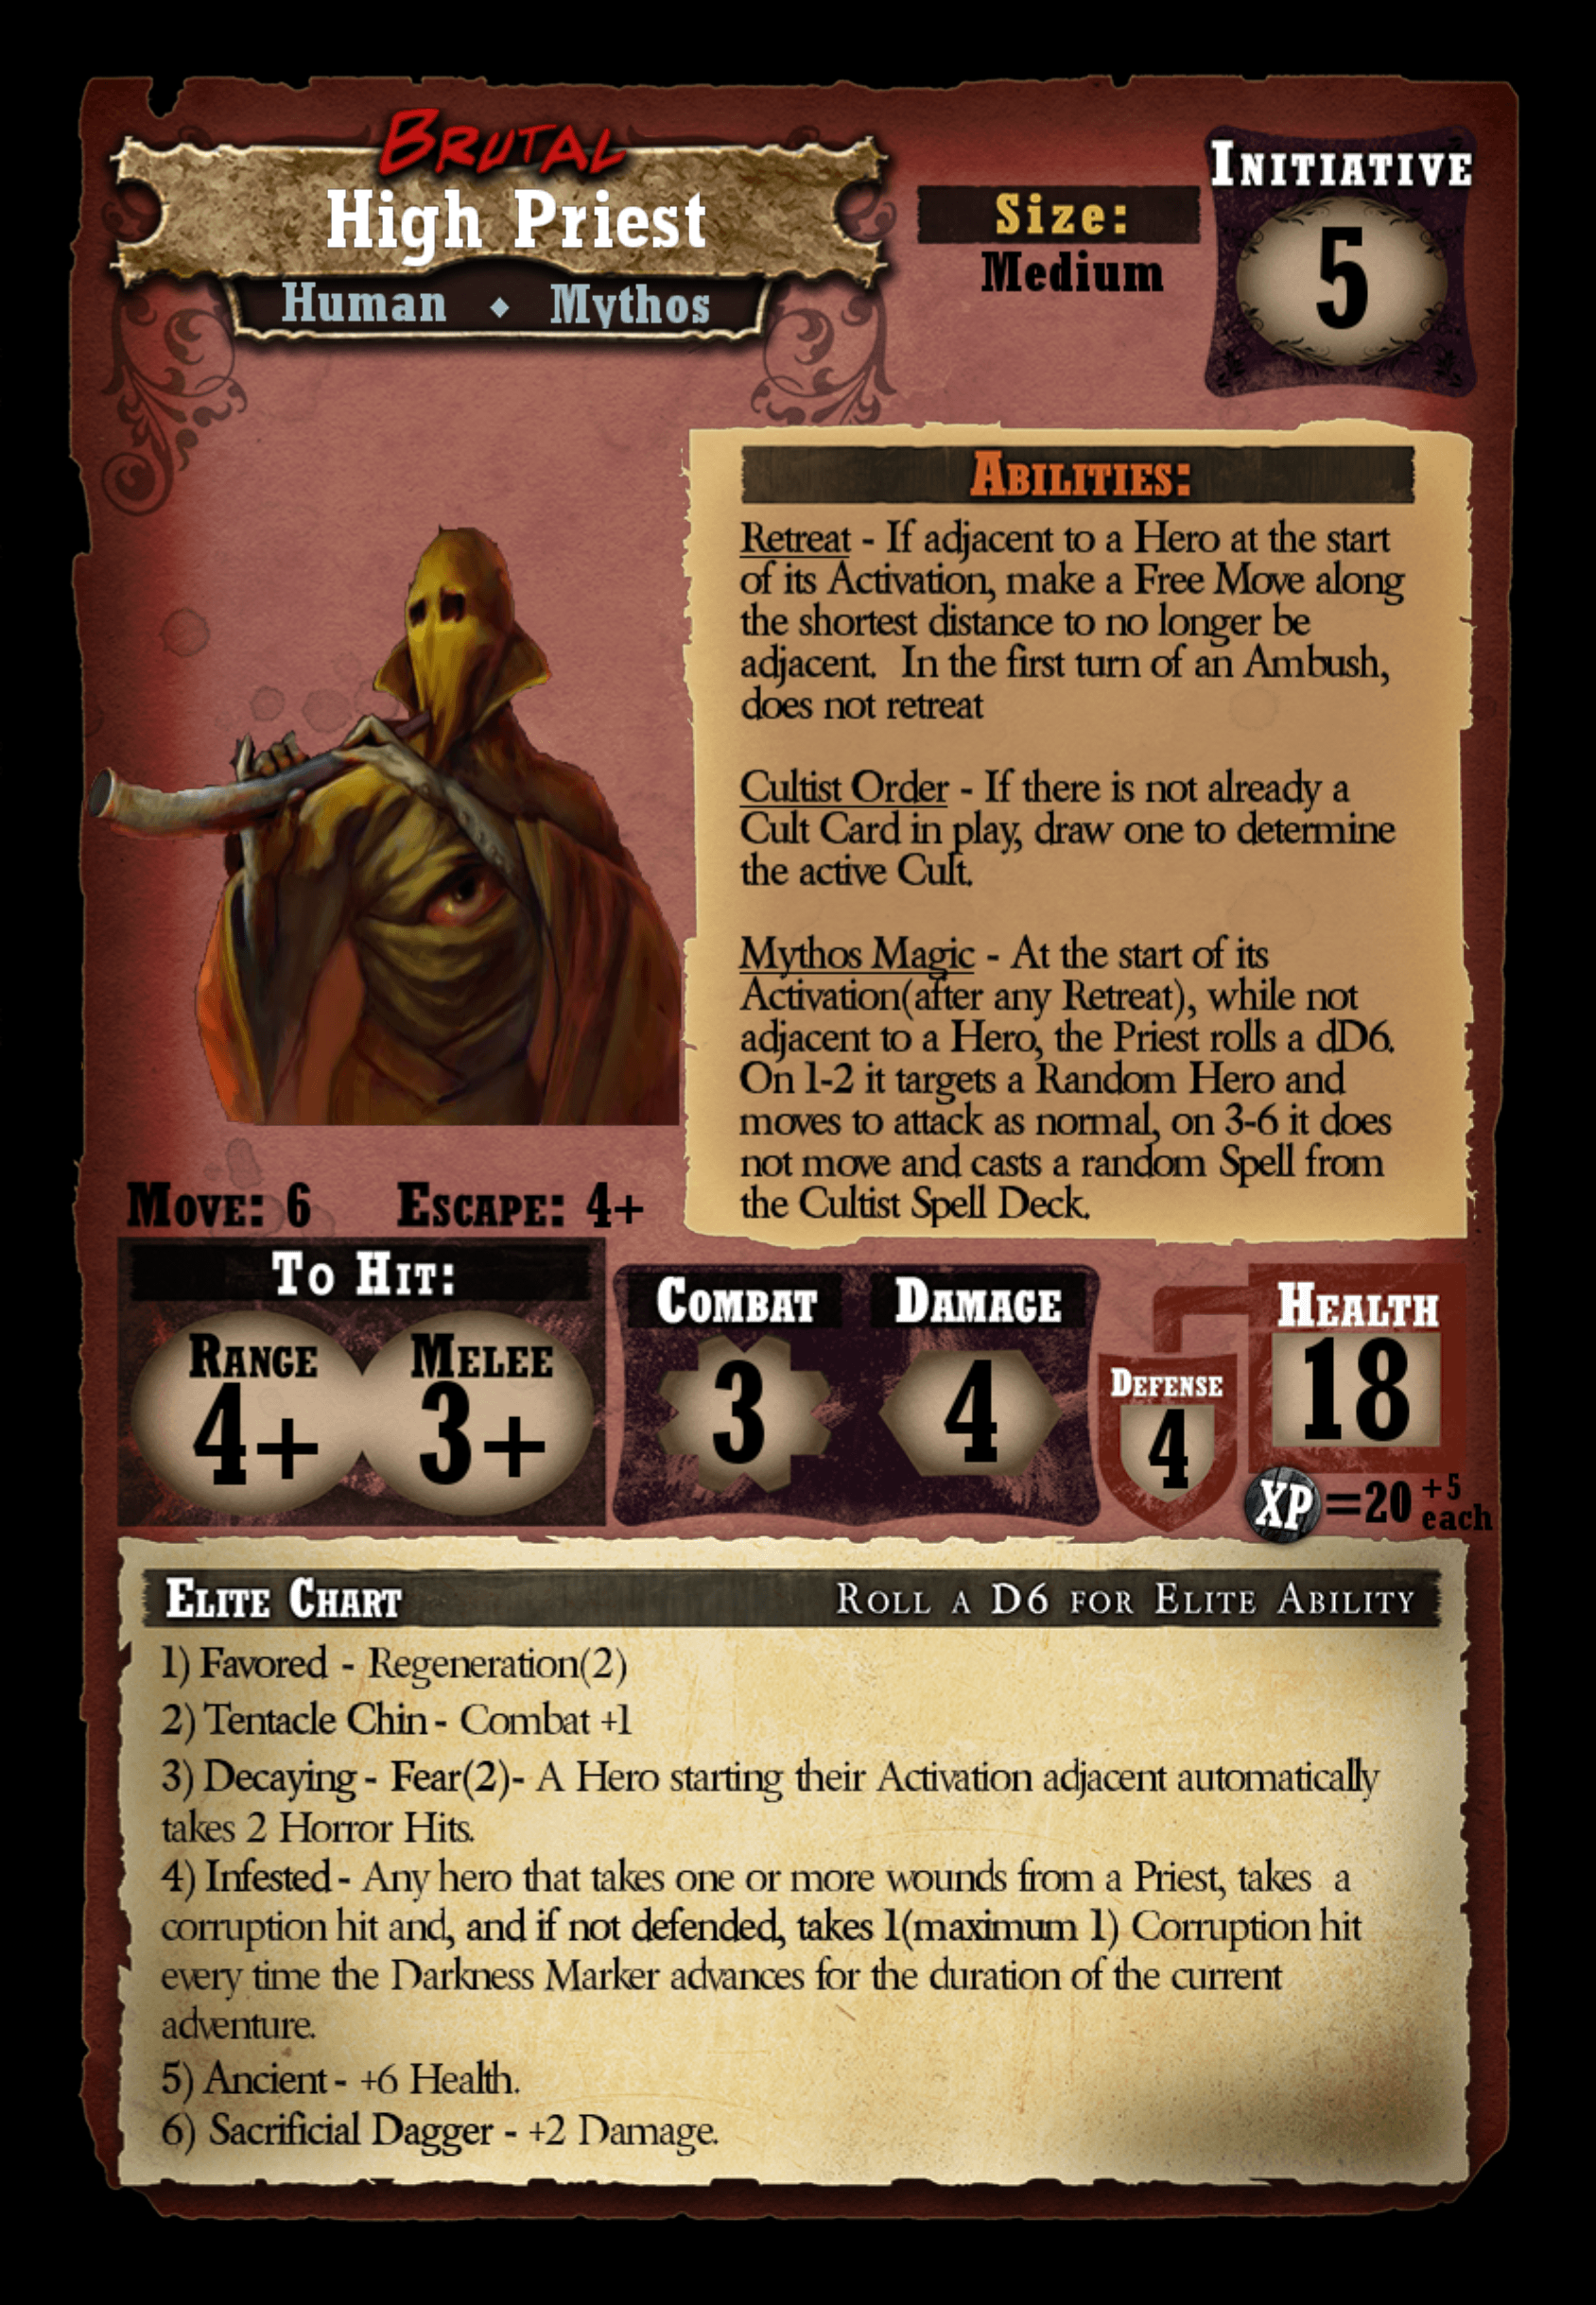 BRUTAL
High Priest
Human ⬥ Mythos
Size:
Medium
INITIATIVE
5
ABILITIES:
Retreat - If adjacent to a Hero at the start
of its Activation, make a Free Move along
the shortest distance to no longer be
adjacent. In the first turn of an Ambush,
does not retreat
Cultist Order - If there is not already a
Cult Card in play, draw one to determine
the active Cult.
Mythos Magic - At the start of its
Activation(after any Retreat), while not
adjacent to a Hero, the Priest rolls a dD6.
On 1-2 it targets a Random Hero and
moves to attack as normal, on 3-6 it does
not move and casts a random Spell from
the Cultist Spell Deck.
MOVE: 6 ESCAPE: 4+
TO HIT:
RANGE
4+
MELEE
3+
COMBAT
3
DAMAGE
4
DEFENSE
4
HEALTH
18
XP=20 +5 each
ELITE CHART ROLL A D6 FOR ELITE ABILITY
1) Favored - Regeneration(2)
2) Tentacle Chin - Combat +1
3) Decaying - Fear(2)- A Hero starting their Activation adjacent automatically
takes 2 Horror Hits.
4) Infested - Any hero that takes one or more wounds from a Priest, takes a
corruption hit and, and if not defended, takes 1(maximum 1) Corruption hit
every time the Darkness Marker advances for the duration of the current
adventure.
5) Ancient - +6 Health.
6) Sacrificial Dagger - +2 Damage.